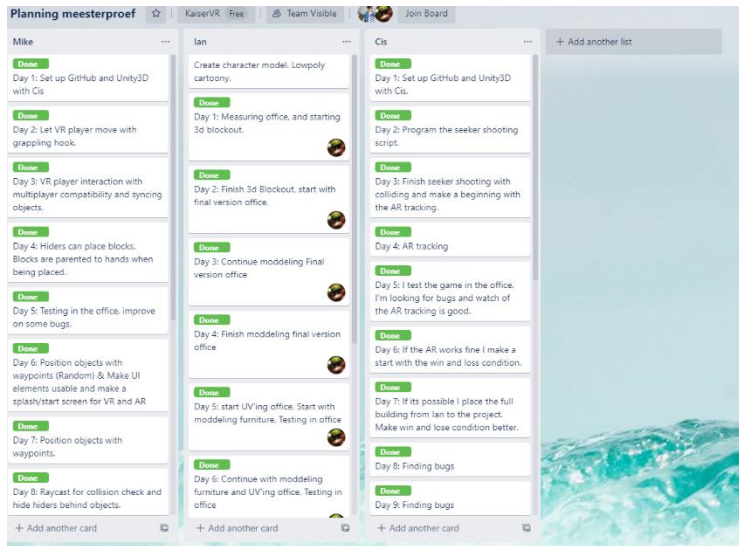 Planning meesterproef
KaiserVR Free
Team Visible
Join Board
Mike
...
Done
Day 1: Set up GitHub and Unity3D
with Cis
Done
Day 2: Let VR player move with
grappling hook.
Done
Day 3: VR player interaction with
multiplayer compatibility and syncing
objects.
Done
Day 4: Hiders can place blocks.
Blocks are parented to hands when
being placed.
Done
Day 5: Testing in the office, improve
on some bugs.
Done
Day 6: Position objects with
waypoints (Random) & Make UI
elements usable and make a
splash/start screen for VR and AR
Done
Day 7: Position objects with
waypoints.
Done
Day 8: Raycast for collision check and
hide hiders behind objects.
+ Add another card
Ian
...
Create character model. Lowpoly
cartoony.
Done
Day 1: Measuring office, and starting
3d blockout.
Done
Day 2: Finish 3d Blockout, start with
final version office.
Done
Day 3: Continue moddeling Final
version office
Done
Day 4: Finish moddeling final version
office
Done
Day 5: start UV'ing office, Start with
moddeling furniture, Testing in office
Done
Day 6: Continue with moddeling
furniture and UV'ing office. Testing in
office
+ Add another card
Cis
...
Done
Day 1: Set up GitHub and Unity3D
with Cis.
Done
Day 2: Program the seeker shooting
script.
Done
Day 3: Finish seeker shooting with
colliding and make a beginning with
the AR tracking.
Done
Day 4: AR tracking
Done
Day 5: I test the game in the office.
I'm looking for bugs and watch of
the AR tracking is good.
Done
Day 6: If the AR works fine I make a
start with the win and loss condition.
Done
Day 7: If its possible I place the full
building from Ian to the project.
Make win and lose condition better.
Done
Day 8: Finding bugs
Done
Day 9: Finding bugs
+ Add another card
+ Add another list